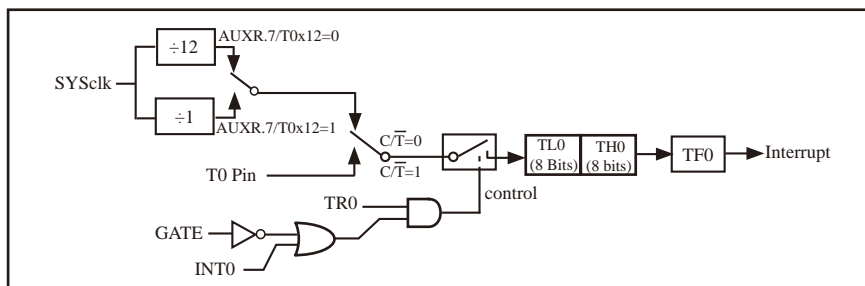 AUXR.7/T0x12=0
÷12
SYSclk
÷1
AUXR.7/T0x12=1
C/T̅=0
C/T̅=1
T0 Pin
TL0
(8 Bits)
TH0
(8 bits)
TF0
Interrupt
control
TR0
GATE
INT0